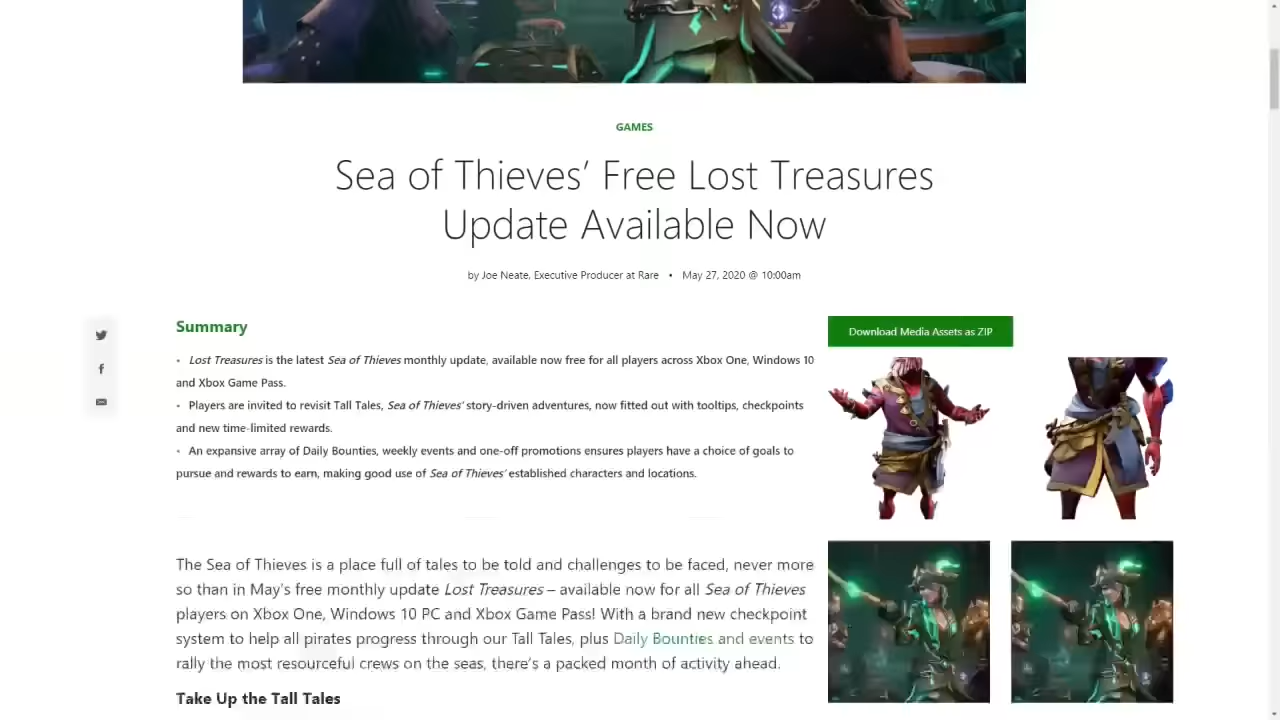 GAMES
Sea of Thieves’ Free Lost Treasures
Update Available Now
by Joe Neate, Executive Producer at Rare • May 27, 2020 @ 10:00am
Summary
Download Media Assets as ZIP
• Lost Treasures is the latest Sea of Thieves monthly update, available now free for all players across Xbox One, Windows 10
and Xbox Game Pass.
• Players are invited to revisit Tall Tales, Sea of Thieves’ story-driven adventures, now fitted out with tooltips, checkpoints
and new time-limited rewards.
• An expansive array of Daily Bounties, weekly events and one-off promotions ensures players have a choice of goals to
pursue and rewards to earn, making good use of Sea of Thieves’ established characters and locations.
The Sea of Thieves is a place full of tales to be told and challenges to be faced, never more
so than in May’s free monthly update Lost Treasures – available now for all Sea of Thieves
players on Xbox One, Windows 10 PC and Xbox Game Pass! With a brand new checkpoint
system to help all pirates progress through our Tall Tales, plus Daily Bounties and events to
rally the most resourceful crews on the seas, there’s a packed month of activity ahead.
Take Up the Tall Tales